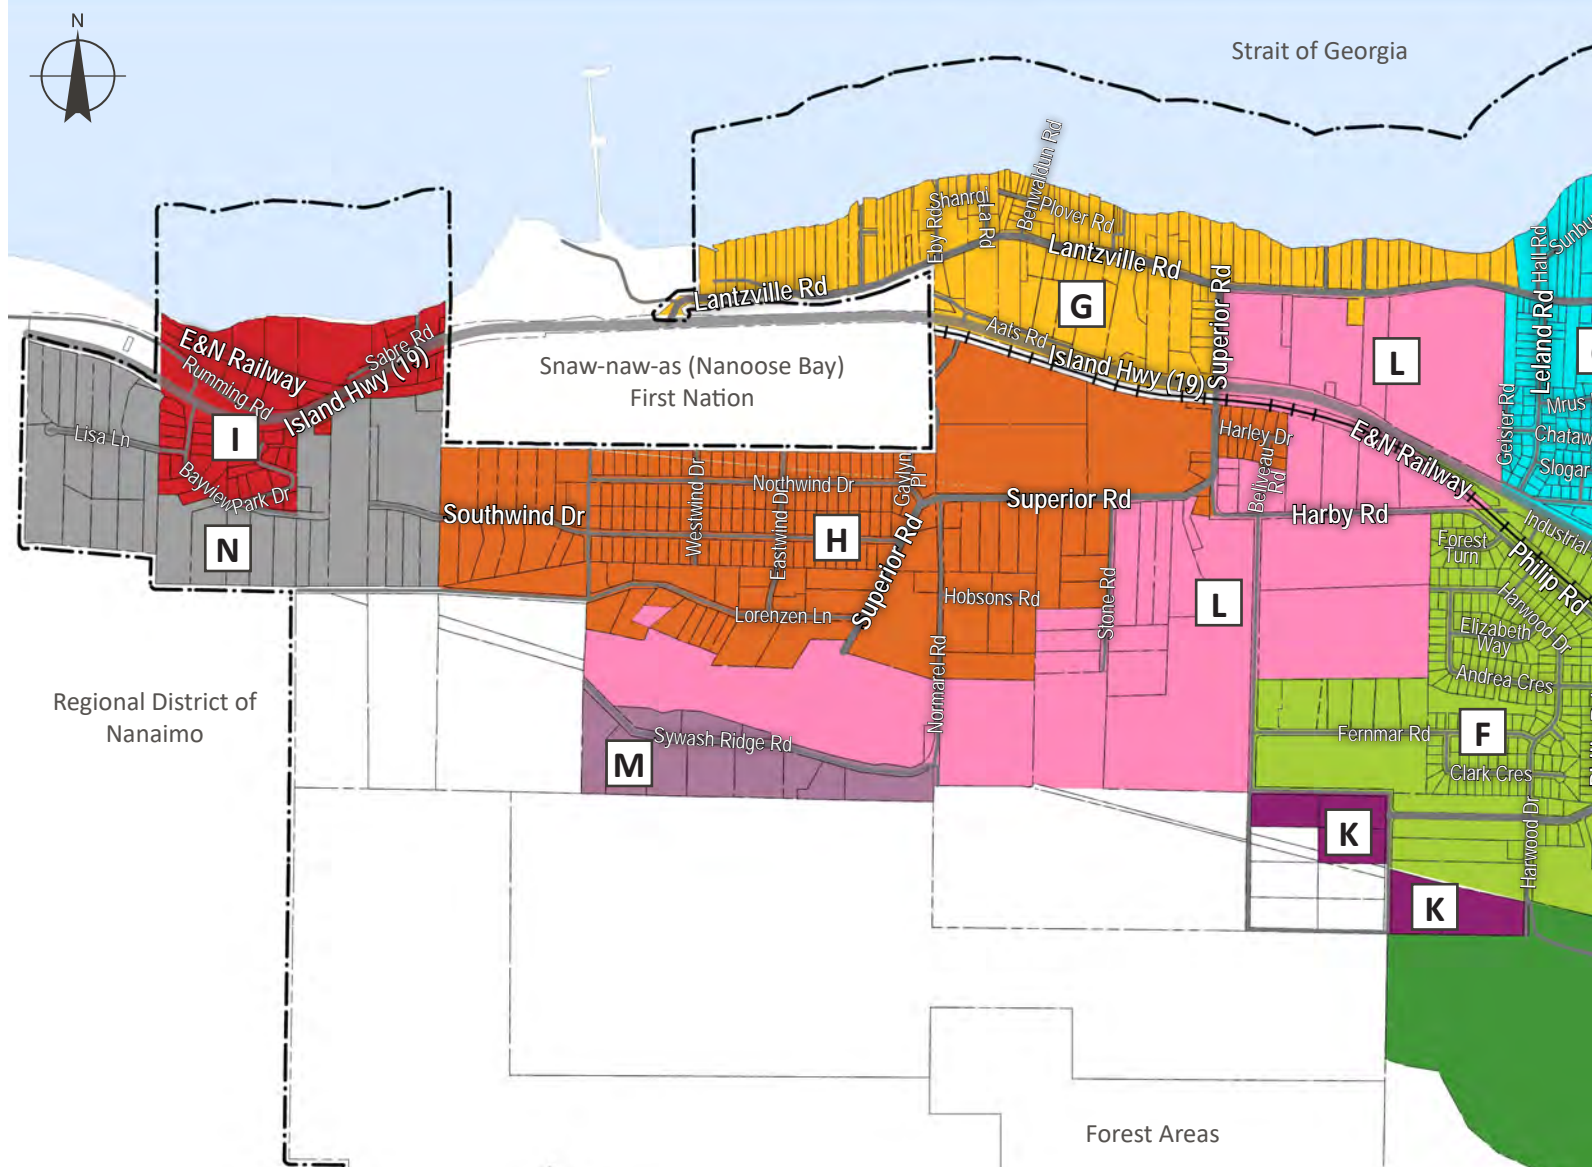 N
Strait of Georgia
Benwaldun Rd
Shanroi
La Rd
Plover Rd
Eby Rd
Lantzville Rd
Hall Rd
Lantzville Rd
G
Superior Rd
Leland Rd
E&N Railway
Sabre Rd
Rumming Rd
Island Hwy (19)
Aats Rd
Island Hwy (19)
L
Snaw-naw-as (Nanoose Bay)
First Nation
Lisa Ln
I
Bayview
Park Dr
Harley Dr
E&N Railway
Geisler Rd
Mrus
Slogar
Northwind Dr
Gaylyn
Pl
Bellveau
Rd
Westwind Dr
Eastwind Dr
Superior Rd
Harby Rd
Industrial
Southwind Dr
N
H
Superior Rd
Forest
Turn
Philip Rd
Harwood Dr
Hobsons Rd
Stone Rd
L
Lorenzen Ln
Elizabeth
Way
Andrea Cres
Regional District of
Nanaimo
Normarel Rd
Sywash Ridge Rd
M
Fernmar Rd
F
Clark Cres
K
Harwood Dr
K
Forest Areas